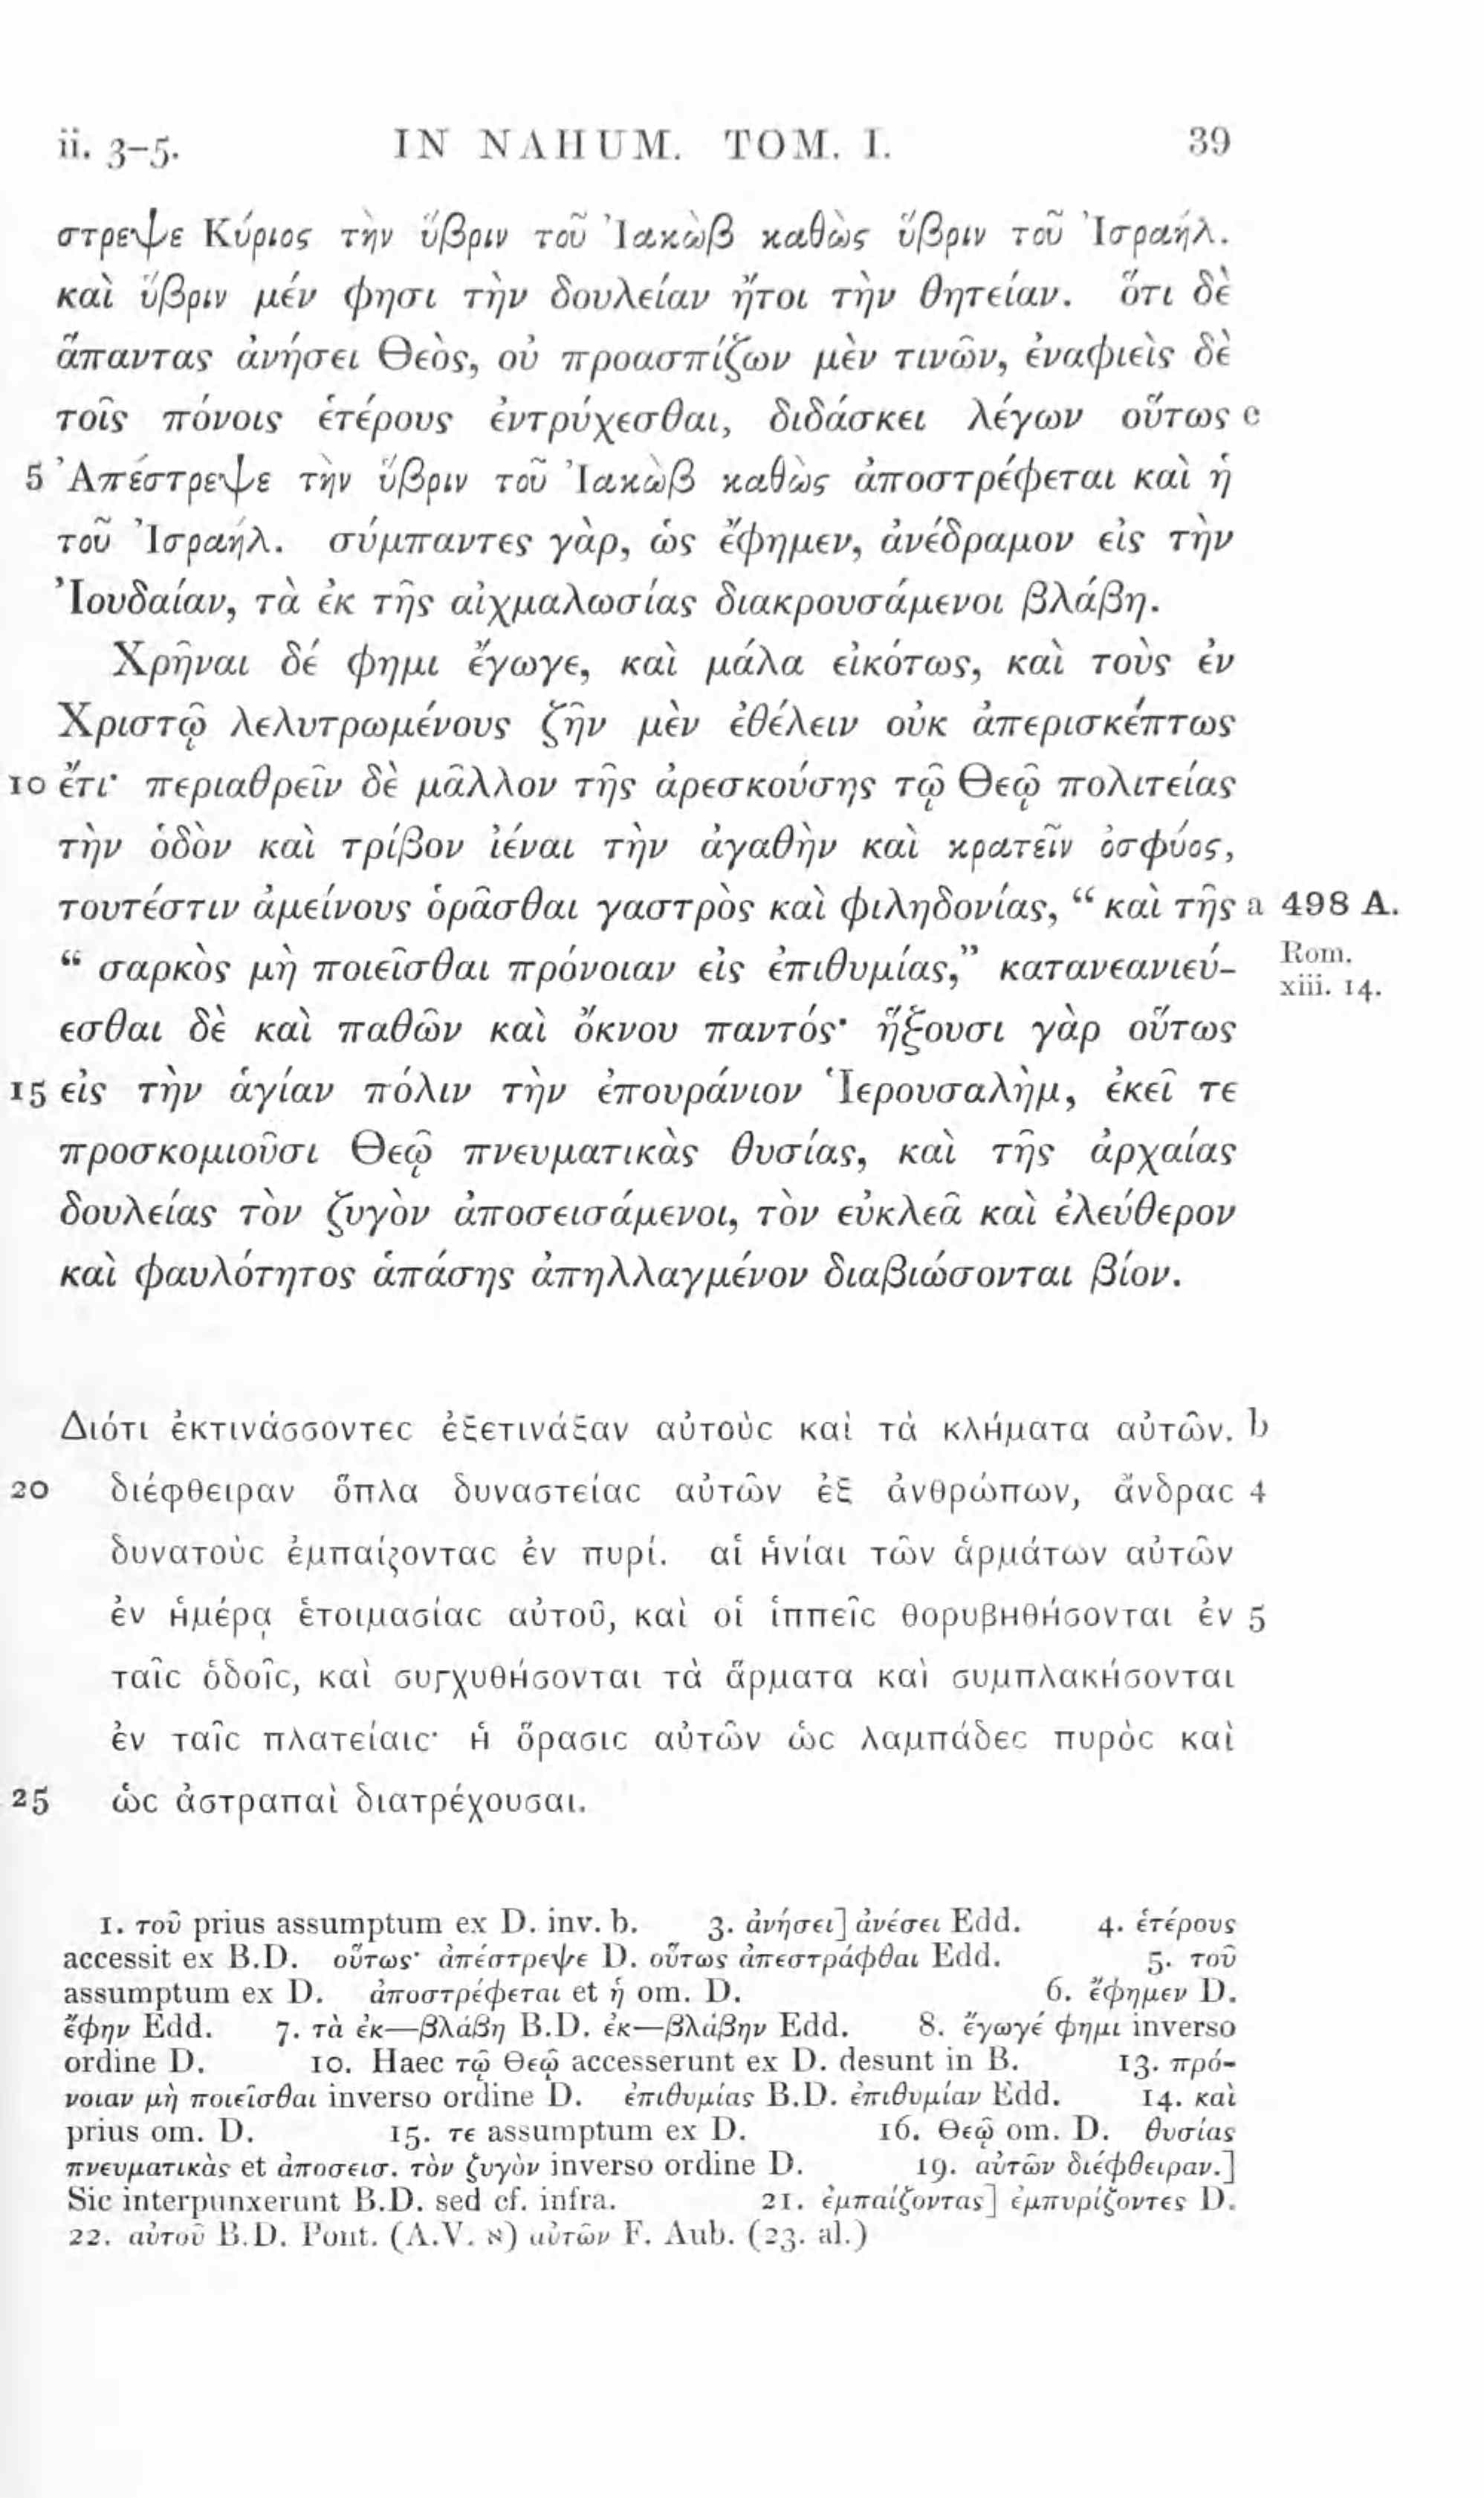 ii. 3-5. IN NAHUM. TOM. I. 39
στρεψε Κύριος τὴν ὕβριν τοῦ Ἰακὼβ καθὼς ὕβριν τοῦ Ἰσραήλ.
καὶ ὕβριν μέν φησι τὴν δουλείαν ἤτοι τὴν θητείαν. ὅτι δὲ
ἅπαντας ἀνήσει Θεὸς, οὐ προασπίζων μὲν τινῶν, ἐναφιεὶς δὲ
τοῖς πόνοις ἑτέρους ἐντρύχεσθαι, διδάσκει λέγων οὕτως c
5 Ἀπέστρεψε τὴν ὕβριν τοῦ Ἰακὼβ καθὼς ἀποστρέφεται καὶ ἡ
τοῦ Ἰσραήλ. σύμπαντες γὰρ, ὡς ἔφημεν, ἀνέδραμον εἰς τὴν
Ἰουδαίαν, τὰ ἐκ τῆς αἰχμαλωσίας διακρουσάμενοι βλάβη.
Χρῆναι δέ φημι ἔγωγε, καὶ μάλα εἰκότως, καὶ τοὺς ἐν
Χριστῷ λελυτρωμένους ζῆν μὲν ἐθέλειν οὐκ ἀπερισκέπτως
10 ἔτι· περιαθρεῖν δὲ μᾶλλον τῆς ἀρεσκούσης τῷ Θεῷ πολιτείας
τὴν ὁδὸν καὶ τρίβον ἰέναι τὴν ἀγαθὴν καὶ κρατεῖν ὀσφύος,
τουτέστιν ἀμείνους ὁρᾶσθαι γαστρὸς καὶ φιληδονίας, “ καὶ τῆς a 498 A.
“ σαρκὸς μὴ ποιεῖσθαι πρόνοιαν εἰς ἐπιθυμίας,” κατανεανιεύ- Rom. xiii. 14.
εσθαι δὲ καὶ παθῶν καὶ ὄκνου παντός· ἥξουσι γὰρ οὕτως
15 εἰς τὴν ἁγίαν πόλιν τὴν ἐπουράνιον Ἱερουσαλὴμ, ἐκεῖ τε
προσκομιοῦσι Θεῷ πνευματικὰς θυσίας, καὶ τῆς ἀρχαίας
δουλείας τὸν ζυγὸν ἀποσεισάμενοι, τὸν εὐκλεᾶ καὶ ἐλεύθερον
καὶ φαυλότητος ἁπάσης ἀπηλλαγμένον διαβιώσονται βίον.
Διότι ἐκτινάσσοντες ἐξετινάξαν αὐτοὺς καὶ τὰ κλήματα αὐτῶν. b
20 διέφθειραν ὅπλα δυναστείας αὐτῶν ἐξ ἀνθρώπων, ἄνδρας 4
δυνατοὺς ἐμπαίζοντας ἐν πυρί. αἱ ἡνίαι τῶν ἁρμάτων αὐτῶν
ἐν ἡμέρᾳ ἑτοιμασίας αὐτοῦ, καὶ οἱ ἱππεῖς θορυβηθήσονται ἐν 5
ταῖς ὁδοῖς, καὶ συγχυθήσονται τὰ ἅρματα καὶ συμπλακήσονται
ἐν ταῖς πλατείαις· ἡ ὅρασις αὐτῶν ὡς λαμπάδες πυρὸς καὶ
25 ὡς ἀστραπαὶ διατρέχουσαι.
1. τοῦ prius assumptum ex D. inv. b. 3. ἀνήσει] ἀνέσει Edd. 4. ἑτέρους
accessit ex B.D. οὕτως· ἀπέστρεψε D. οὕτως ἀπεστράφθαι Edd. 5. τοῦ
assumptum ex D. ἀποστρέφεται et ἡ om. D. 6. ἔφημεν D.
ἔφην Edd. 7. τὰ ἐκ—βλάβη B.D. ἐκ—βλάβην Edd. 8. ἔγωγέ φημι inverso
ordine D. 10. Haec τῷ Θεῷ accesserunt ex D. desunt in B. 13. πρό-
νοιαν μὴ ποιεῖσθαι inverso ordine D. ἐπιθυμίας B.D. ἐπιθυμίαν Edd. 14. καὶ
prius om. D. 15. τε assumptum ex D. 16. Θεῷ om. D. θυσίας
πνευματικὰς et ἀποσεισ. τὸν ζυγὸν inverso ordine D. 19. αὐτῶν διέφθειραν.]
Sic interpunxerunt B.D. sed cf. infra. 21. ἐμπαίζοντας] ἐμπυρίζοντες D.
22. αὐτοῦ B.D. Pont. (A.V. א) αὐτῶν F. Aub. (23. al.)